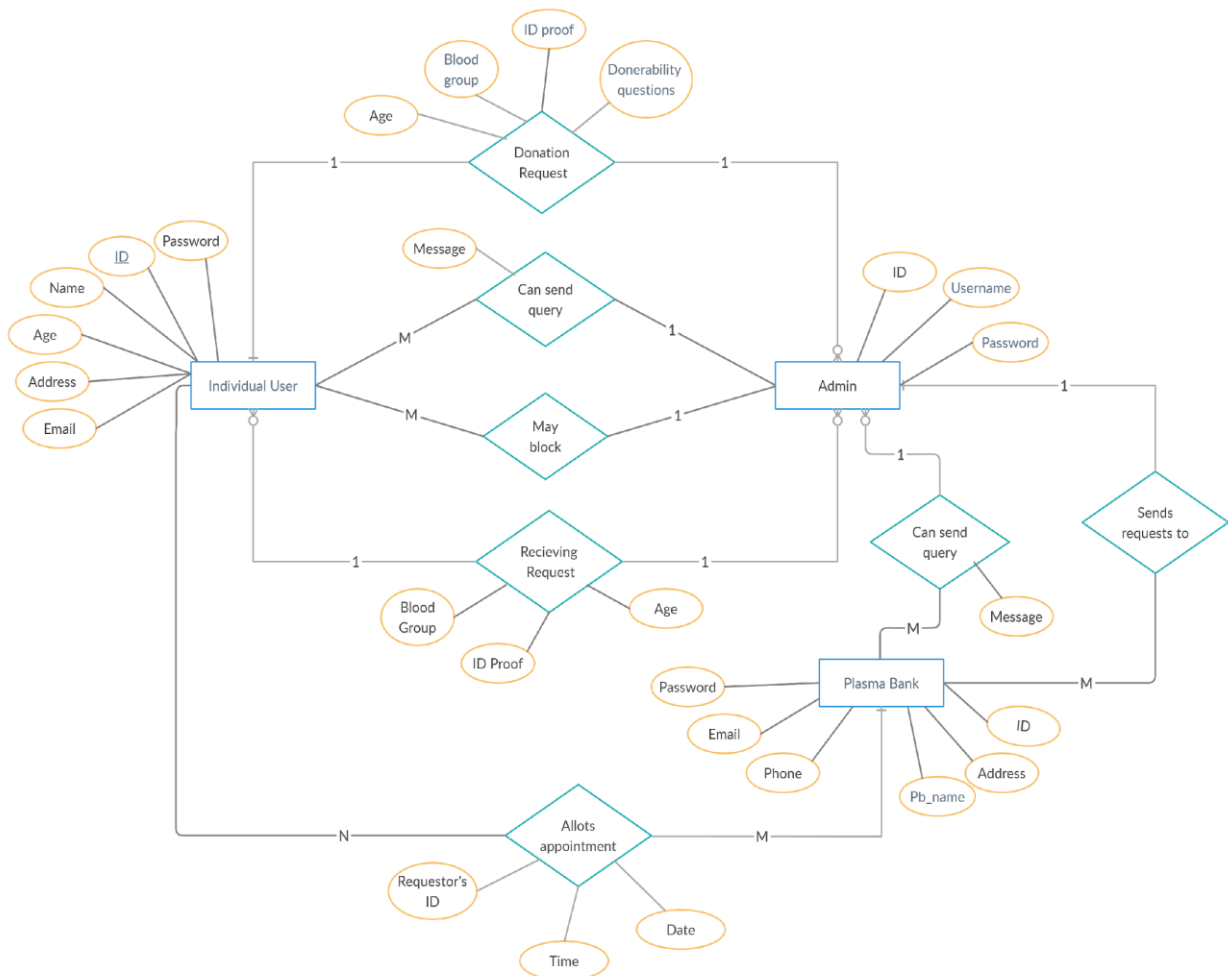 ID proof
Blood
group
Donerability
questions
Age
Donation
Request
1
1
Password
ID
Name
Age
Address
Email
Individual User
Message
Can send
query
M
1
May
block
M
1
ID
Username
Password
Admin
1
1
Sends
requests to
Can send
query
Message
M
M
Recieving
Request
1
1
Blood
Group
ID Proof
Age
Plasma Bank
Password
Email
Phone
Pb_name
Address
ID
Allots
appointment
N
M
Requestor's
ID
Time
Date